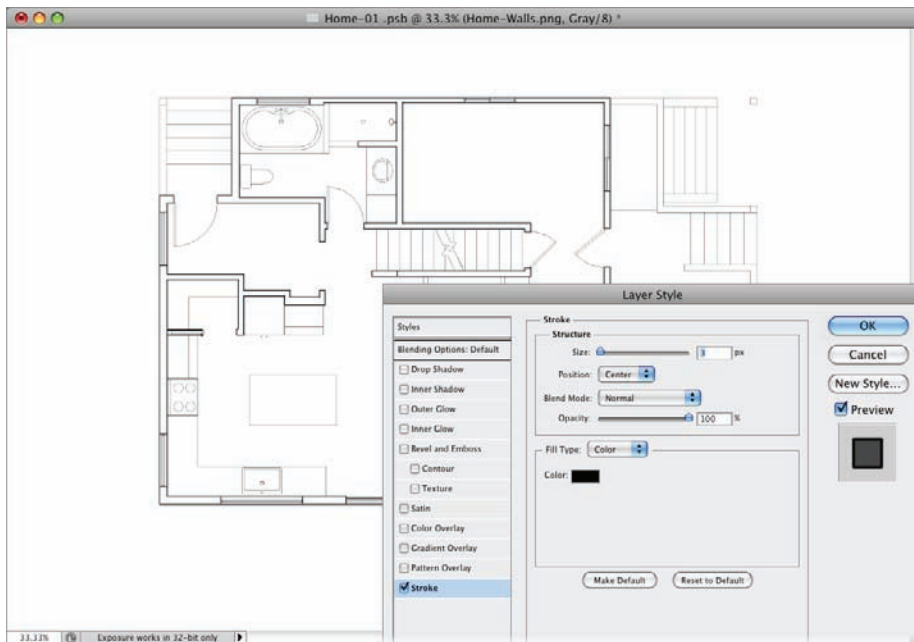 Home-01 .psb @ 33.3% (Home-Walls.png, Gray/8) *
Layer Style
Styles
Blending Options: Default
Drop Shadow
Inner Shadow
Outer Glow
Inner Glow
Bevel and Emboss
Contour
Texture
Satin
Color Overlay
Gradient Overlay
Pattern Overlay
Stroke
Stroke
Structure
Size: 3 px
Position: Center
Blend Mode: Normal
Opacity: 100 %
Fill Type: Color
Color:
Make Default
Reset to Default
OK
Cancel
New Style...
Preview
33.33%
Exposure works in 32-bit only